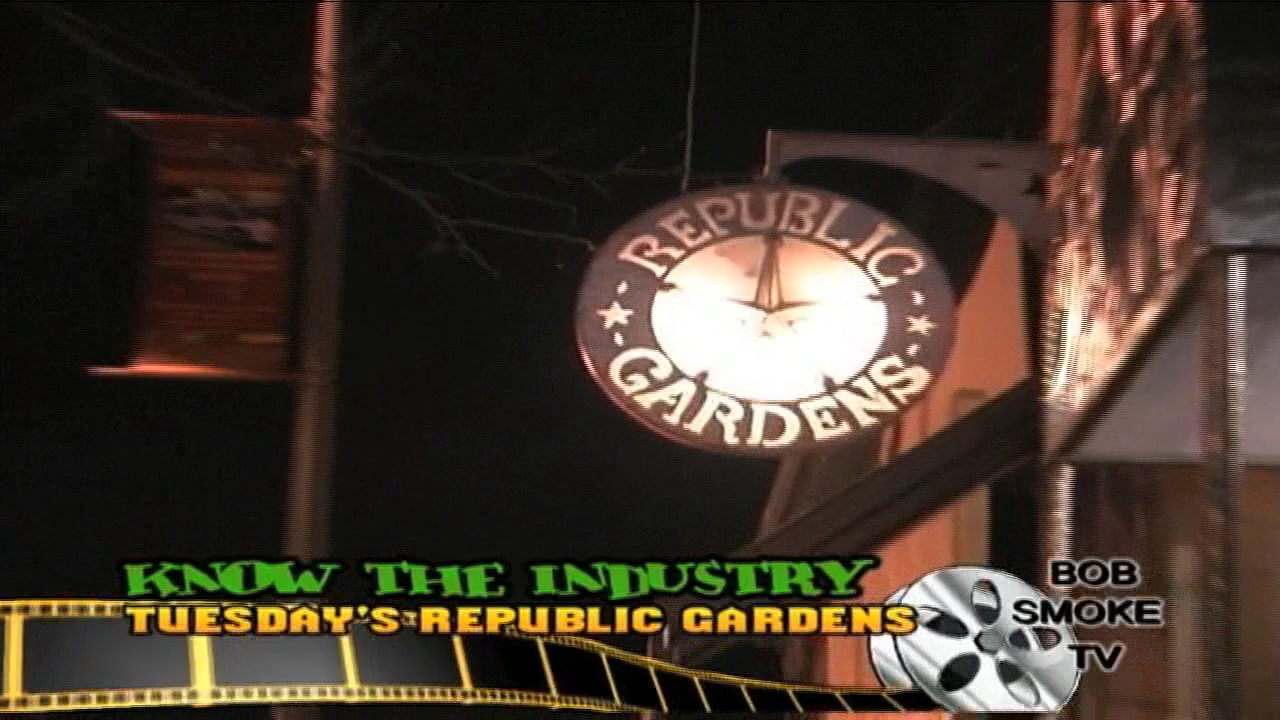 REPUBLIC
GARDENS
KNOW THE INDUSTRY
TUESDAY'S REPUBLIC GARDENS
BOB
SMOKE
TV